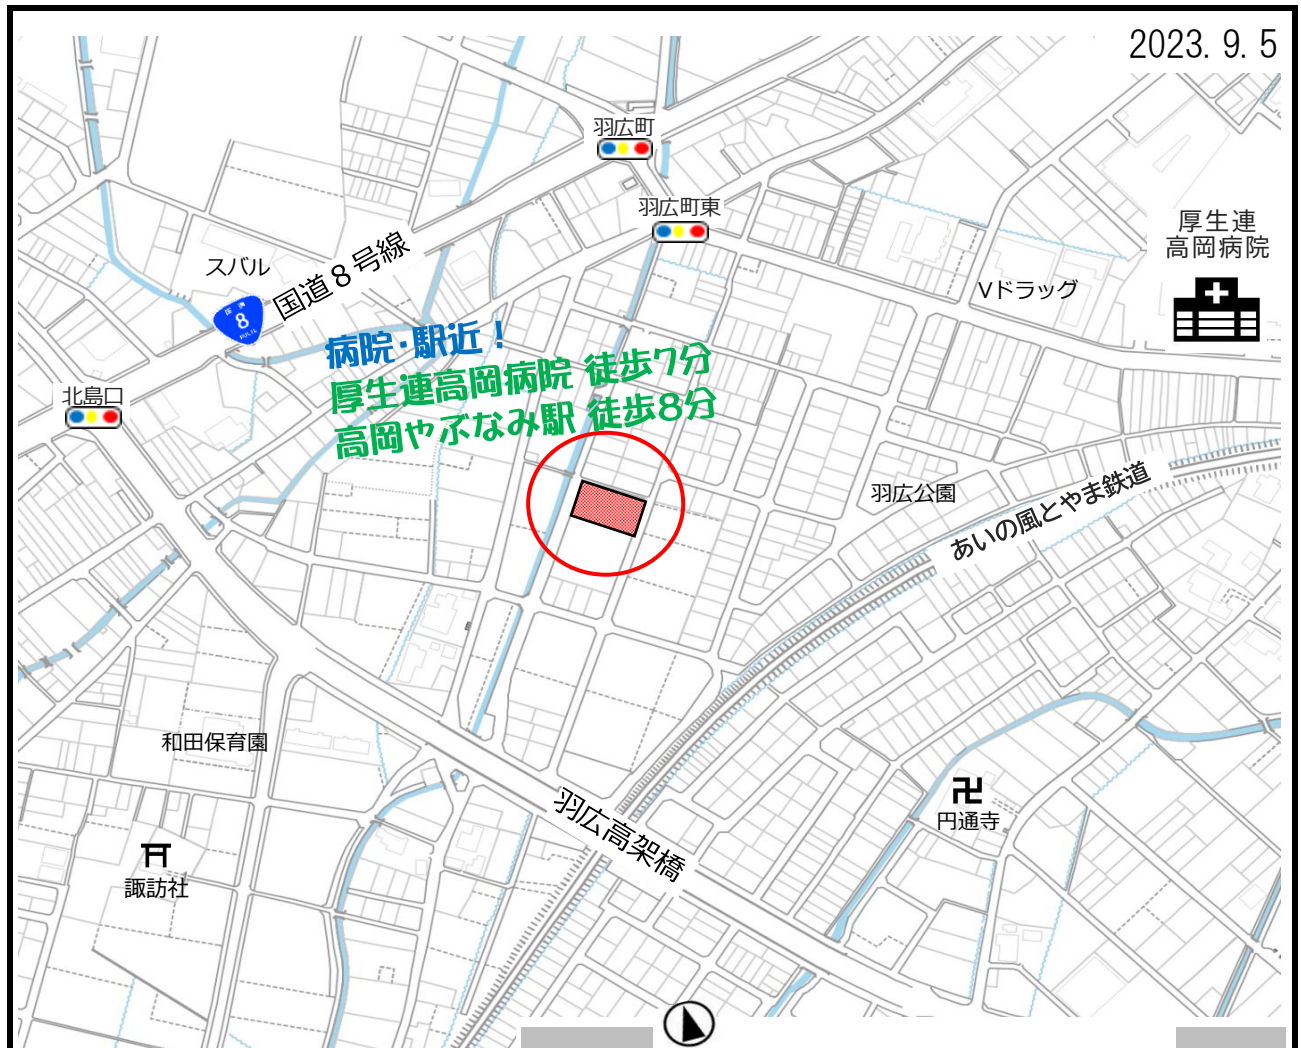 2023. 9. 5
羽広町
羽広町東
厚生連
高岡病院
スバル
国道8号線
国道
8
Vドラッグ
病院・駅近！
厚生連高岡病院 徒歩7分
高岡やぶなみ駅 徒歩8分
北島口
羽広公園
あいの風とやま鉄道
和田保育園
羽広高架橋
円通寺
諏訪社